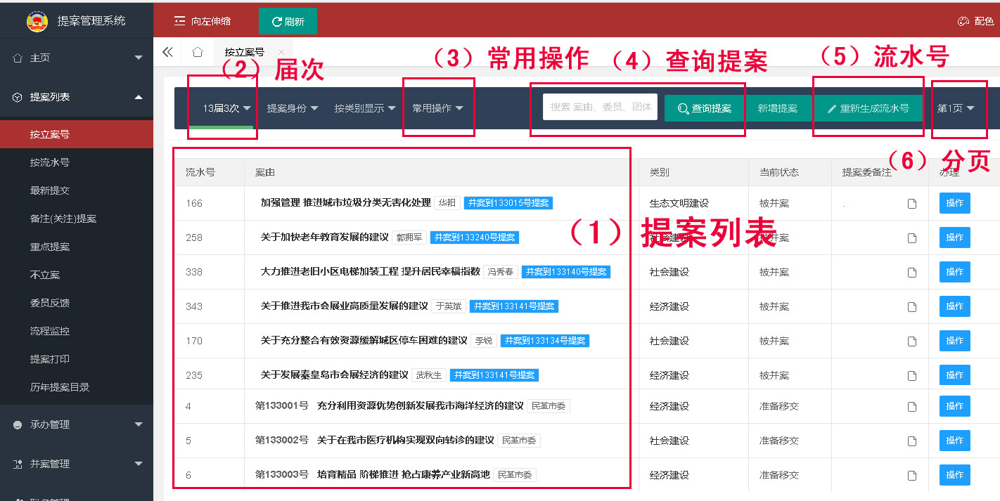 提案管理系统
向左伸缩
刷新
配色
主页
按立案号
(2) 届次
(3) 常用操作
(4) 查询提案
(5) 流水号
提案列表
13届3次
提案身份
按类别显示
常用操作
搜索 案由、委员、团体
查询提案
新增提案
重新生成流水号
第1页
按立案号
按流水号
最新提交
备注(关注)提案
重点提案
不立案
委员反馈
流程监控
提案打印
历年提案目录
承办管理
并案管理
(6) 分页
流水号 案由 类别 当前状态 提案委备注 办理
166 加强管理 推进城市垃圾分类无害化处理 华阳 并案到133015号提案 生态文明建设 被并案 . 操作
(1) 提案列表
258 关于加快老年教育发展的建议 郭拥军 并案到133240号提案 社会建设 被并案 操作
338 大力推进老旧小区电梯加装工程 提升居民幸福指数 冯秀春 并案到133140号提案 社会建设 被并案 操作
343 关于推进我市会展业高质量发展的建议 于英斌 并案到133141号提案 经济建设 被并案 操作
170 关于充分整合有效资源缓解城区停车困难的建议 李锐 并案到133134号提案 社会建设 被并案 操作
235 关于发展秦皇岛市会展经济的建议 武秋生 并案到133141号提案 经济建设 被并案 操作
4 第133001号 充分利用资源优势创新发展我市海洋经济的建议 民革市委 经济建设 准备移交 操作
5 第133002号 关于在我市医疗机构实现双向转诊的建议 民革市委 社会建设 准备移交 操作
6 第133003号 培育精品 阶梯推进 抢占康养产业新高地 民革市委 经济建设 准备移交 操作